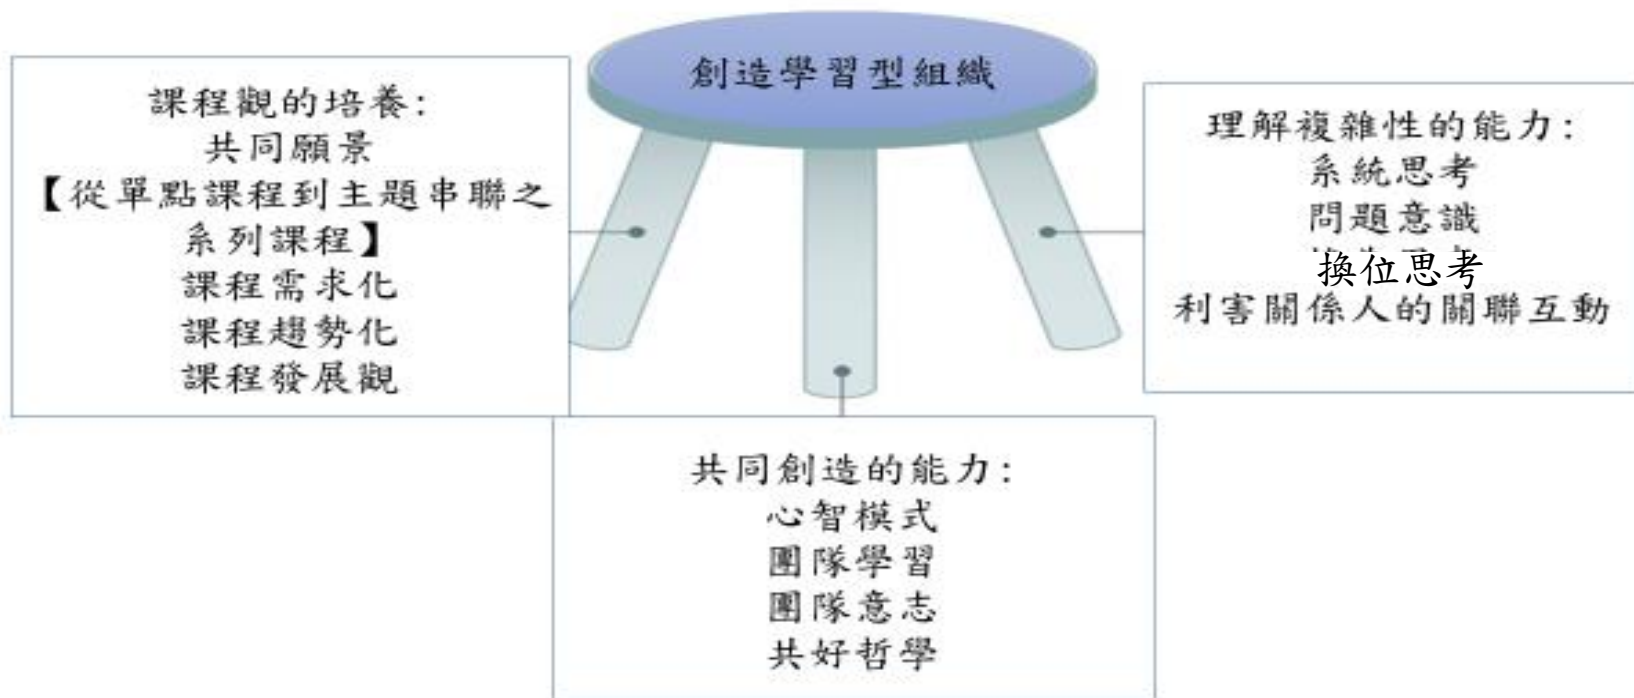 創造學習型組織
課程觀的培養:
共同願景
【從單點課程到主題串聯之
系列課程】
課程需求化
課程趨勢化
課程發展觀
理解複雜性的能力:
系統思考
問題意識
換位思考
利害關係人的關聯互動
共同創造的能力:
心智模式
團隊學習
團隊意志
共好哲學